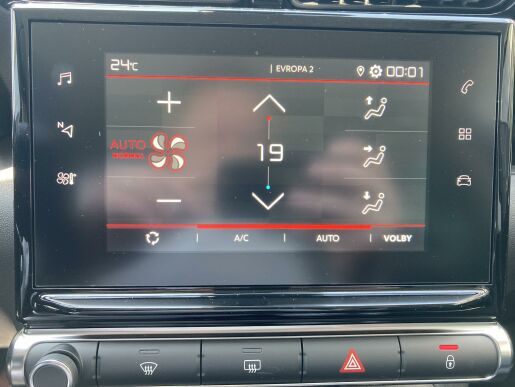 24°C | EVROPA 2 00:01
N
AUTO
19
A/C | AUTO | VOLBY